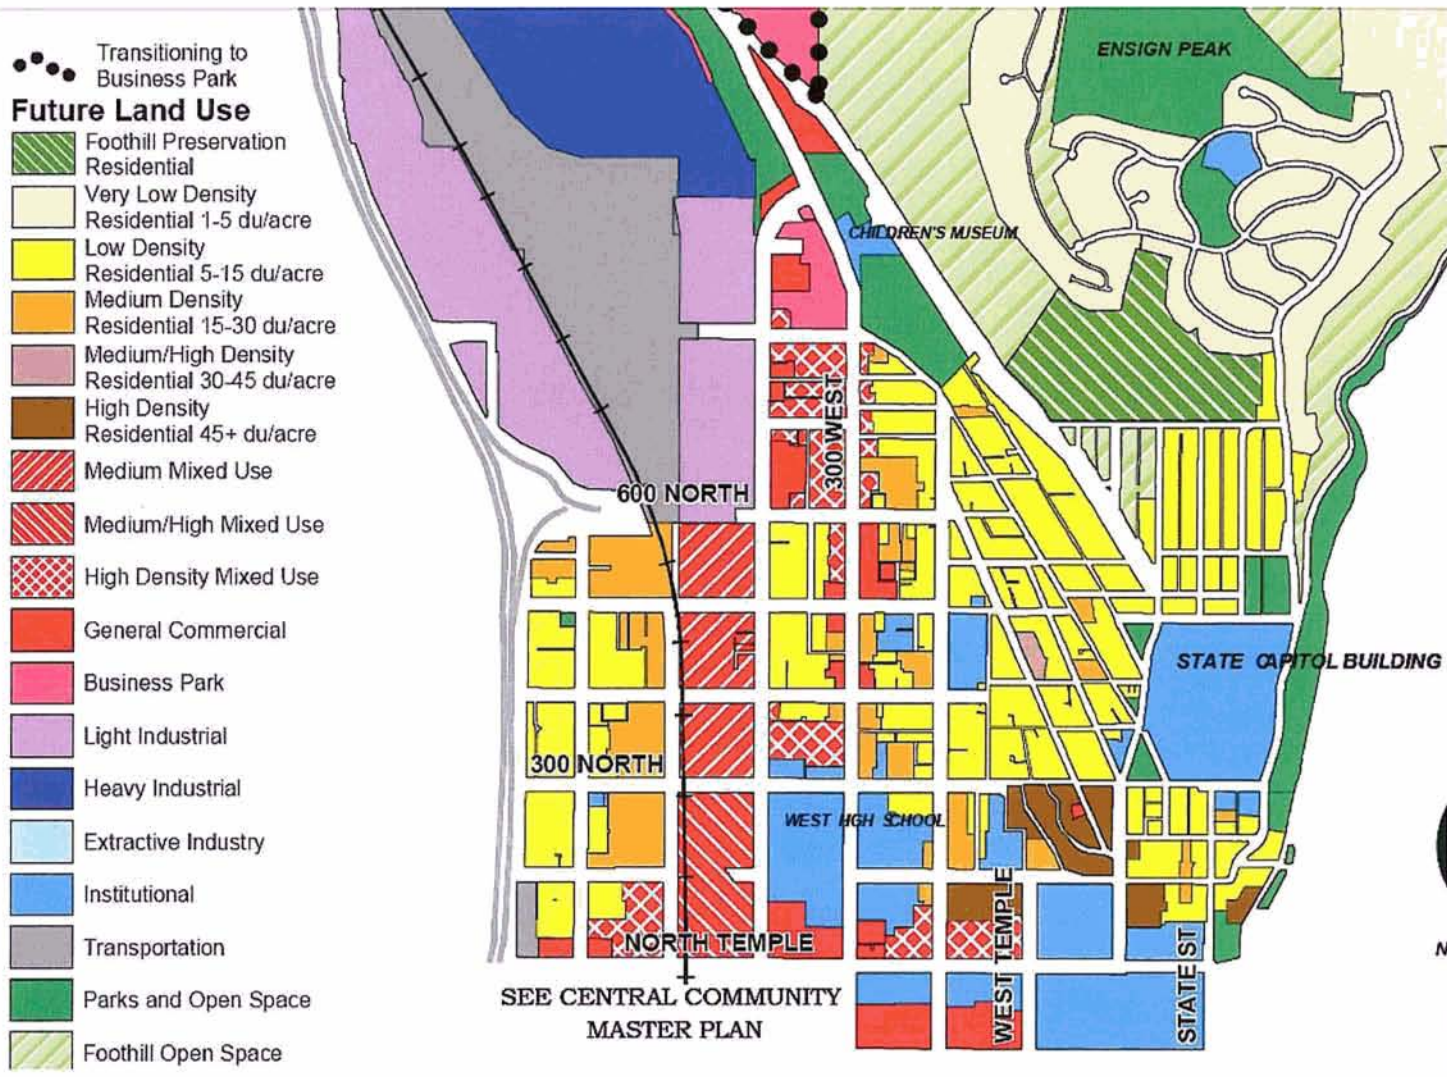 Transitioning to
Business Park
Future Land Use
Foothill Preservation
Residential
Very Low Density
Residential 1-5 du/acre
Low Density
Residential 5-15 du/acre
Medium Density
Residential 15-30 du/acre
Medium/High Density
Residential 30-45 du/acre
High Density
Residential 45+ du/acre
Medium Mixed Use
Medium/High Mixed Use
High Density Mixed Use
General Commercial
Business Park
Light Industrial
Heavy Industrial
Extractive Industry
Institutional
Transportation
Parks and Open Space
Foothill Open Space
ENSIGN PEAK
CHILDREN'S MUSEUM
300 WEST
600 NORTH
STATE CAPITOL BUILDING
300 NORTH
WEST HGH SCHOOL
WEST TEMPLE
NORTH TEMPLE
STATE ST
SEE CENTRAL COMMUNITY
MASTER PLAN
N